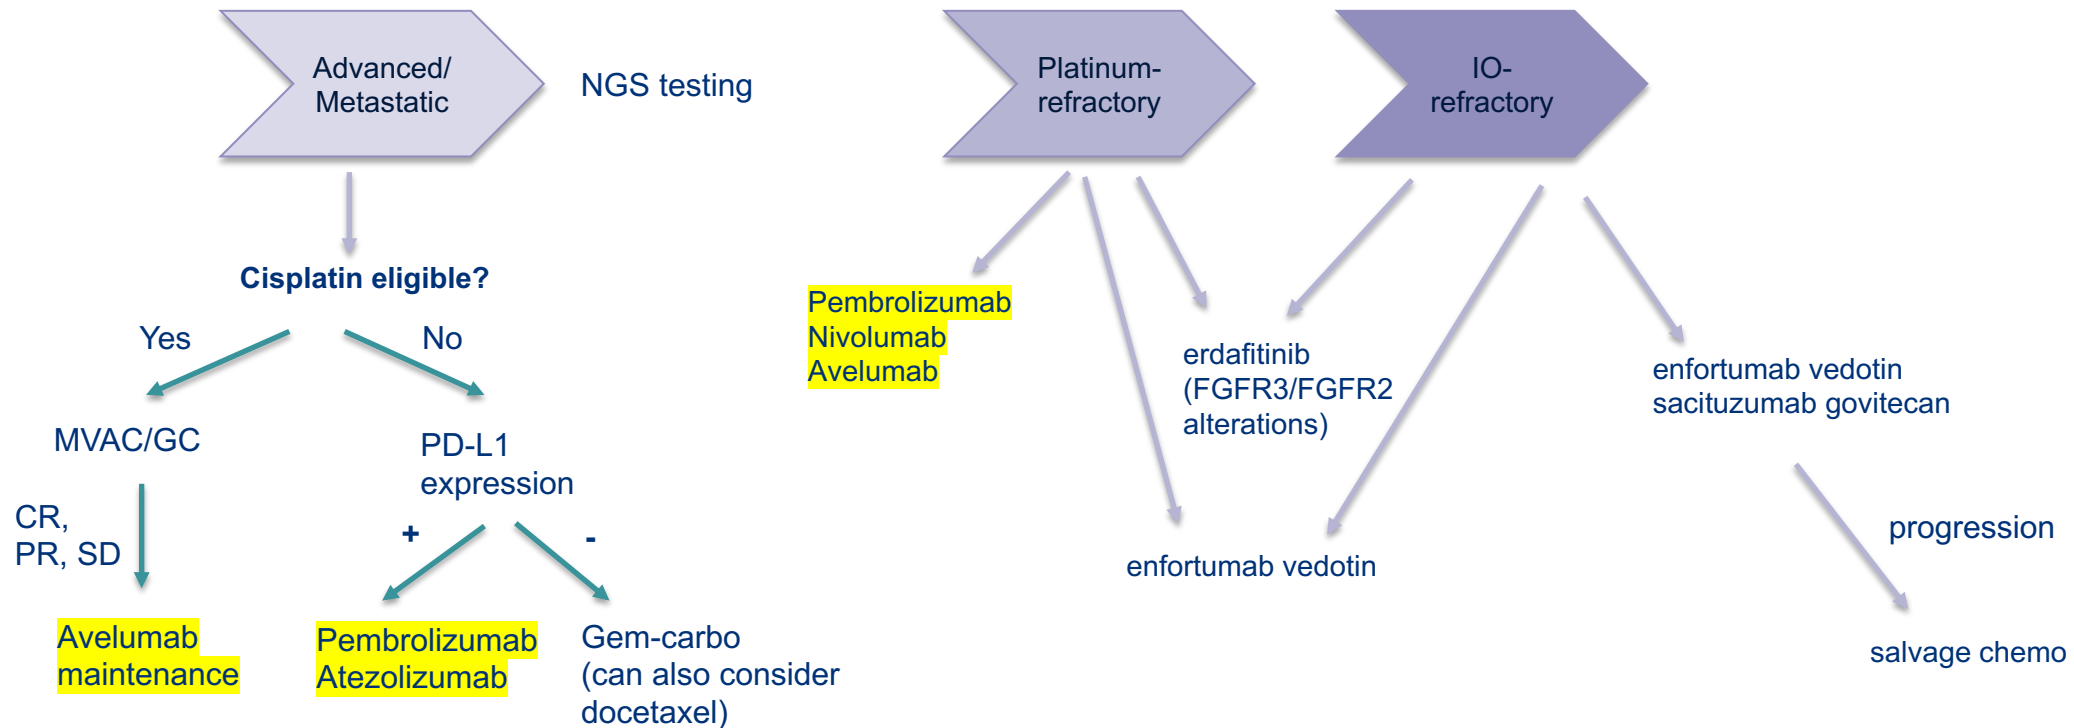 Advanced/
Metastatic
NGS testing
Platinum-
refractory
IO-
refractory
Cisplatin eligible?
Yes
No
MVAC/GC
PD-L1
expression
CR,
PR, SD
+
-
Avelumab
maintenance
Pembrolizumab
Atezolizumab
Gem-carbo
(can also consider
docetaxel)
Pembrolizumab
Nivolumab
Avelumab
erdafitinib
(FGFR3/FGFR2
alterations)
enfortumab vedotin
enfortumab vedotin
sacituzumab govitecan
progression
salvage chemo